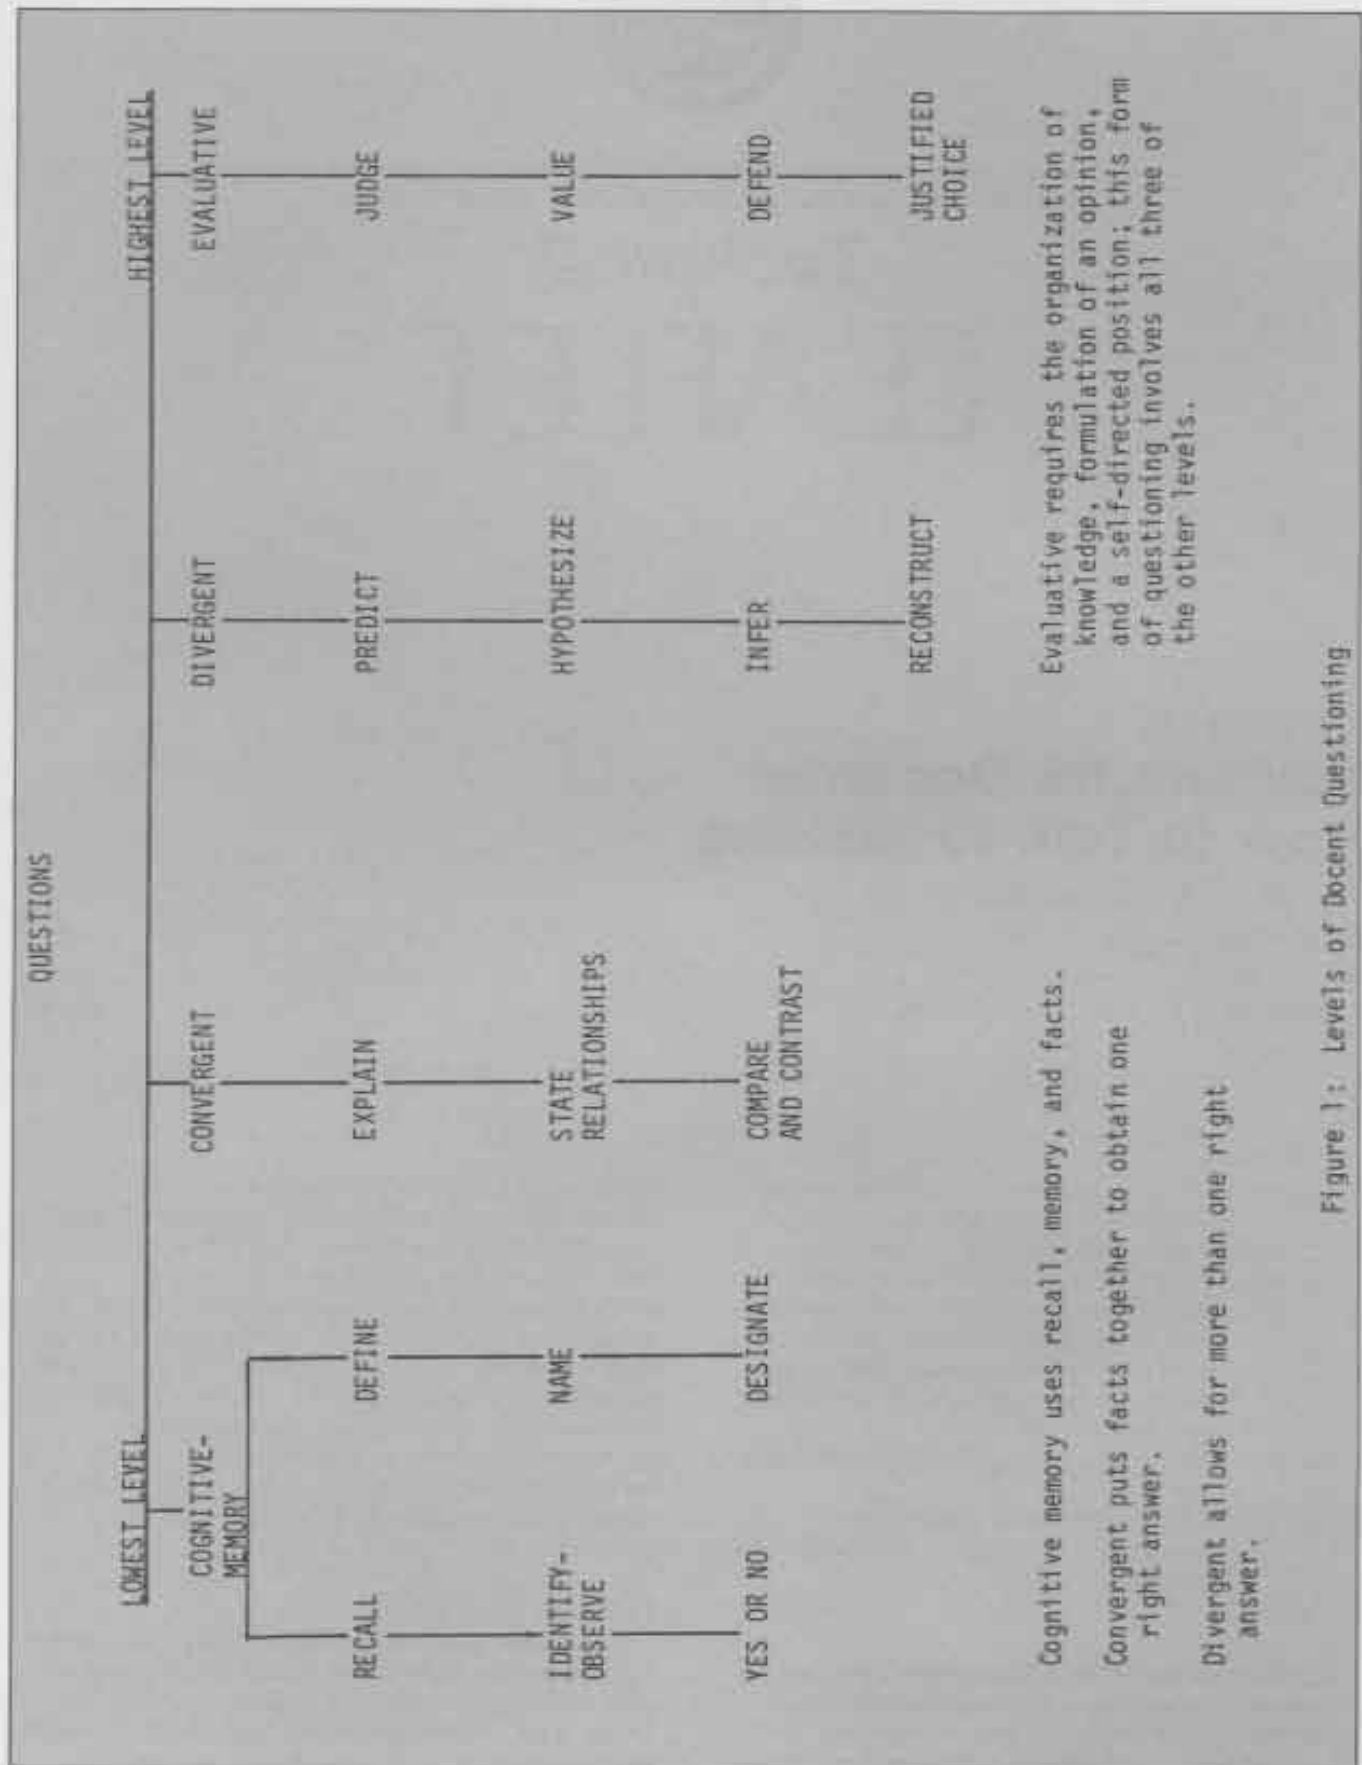 QUESTIONS
LOWEST LEVEL
HIGHEST LEVEL
COGNITIVE-
MEMORY
CONVERGENT
DIVERGENT
EVALUATIVE
RECALL
DEFINE
EXPLAIN
PREDICT
JUDGE
IDENTIFY-
OBSERVE
NAME
STATE
RELATIONSHIPS
HYPOTHESIZE
VALUE
YES OR NO
DESIGNATE
COMPARE
AND CONTRAST
INFER
DEFEND
RECONSTRUCT
JUSTIFIED
CHOICE
Cognitive memory uses recall, memory, and facts.
Convergent puts facts together to obtain one
right answer.
Divergent allows for more than one right
answer.
Evaluative requires the organization of
knowledge, formulation of an opinion,
and a self-directed position; this form
of questioning involves all three of
the other levels.
Figure 1: Levels of Docent Questioning